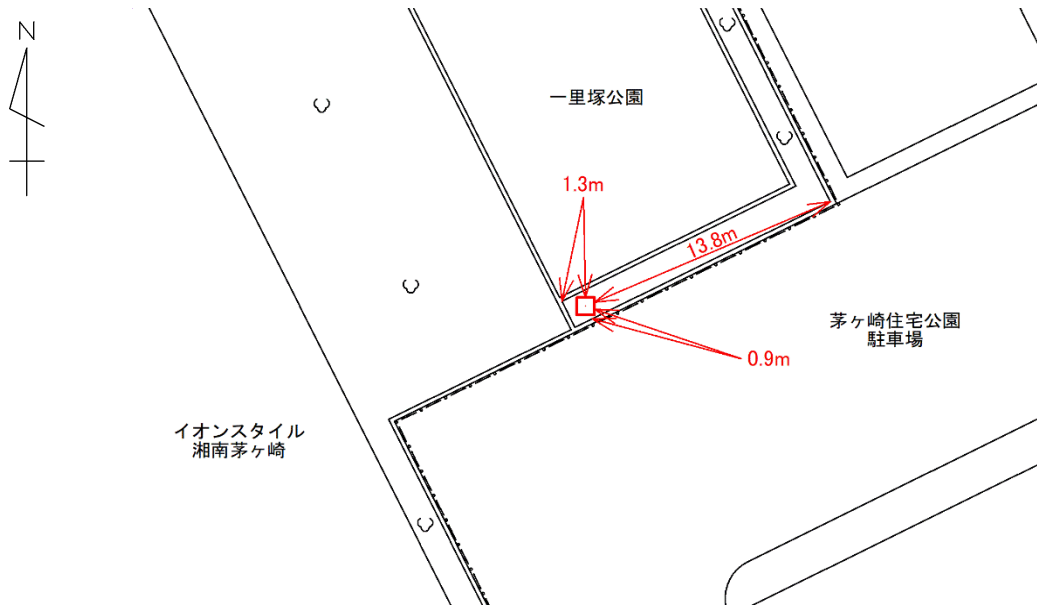 N
一里塚公園
1.3m
13.8m
茅ヶ崎住宅公園
駐車場
0.9m
イオンスタイル
湘南茅ヶ崎